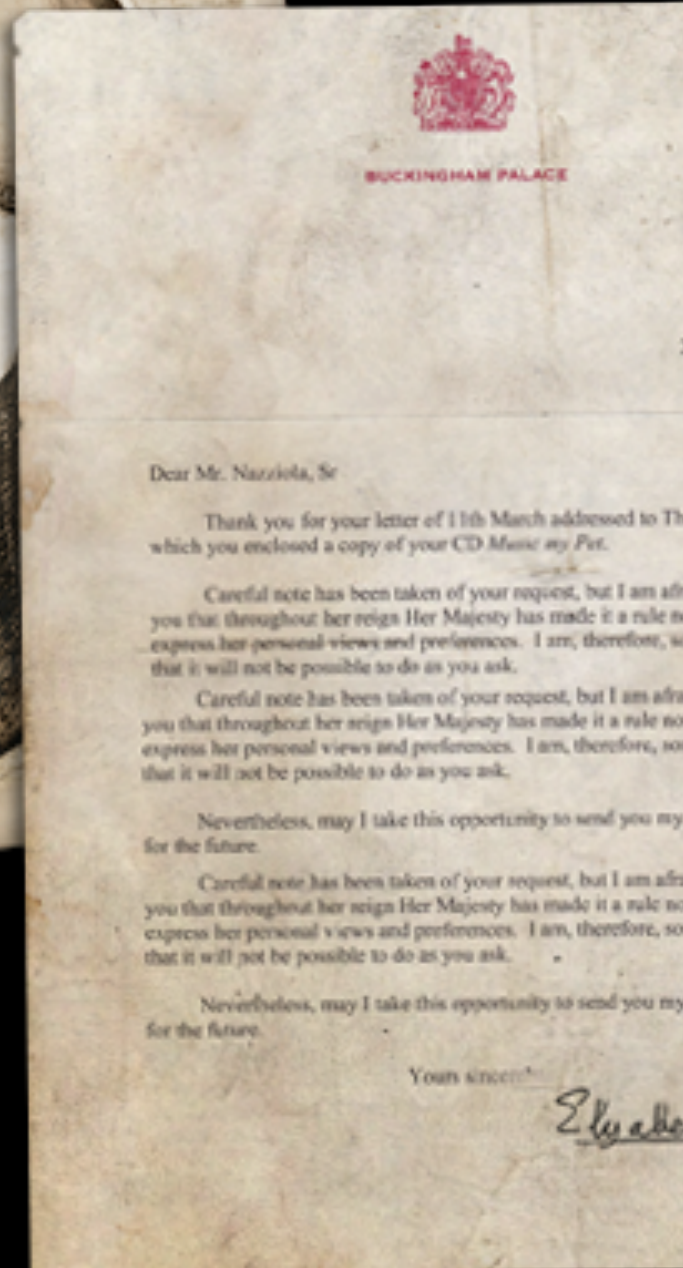 BUCKINGHAM PALACE
Dear Mr. Nazziola, Sr
Thank you for your letter of 11th March addressed to Th
which you enclosed a copy of your CD Music my Pet.
Careful note has been taken of your request, but I am afr
you that throughout her reign Her Majesty has made it a rule n
express her personal views and preferences. I am, therefore, s
that it will not be possible to do as you ask.
Careful note has been taken of your request, but I am afra
you that throughout her reign Her Majesty has made it a rule no
express her personal views and preferences. I am, therefore, sor
that it will not be possible to do as you ask.
Nevertheless, may I take this opportunity to send you my
for the future.
Careful note has been taken of your request, but I am afra
you that throughout her reign Her Majesty has made it a rule no
express her personal views and preferences. I am, therefore, so
that it will not be possible to do as you ask.
Nevertheless, may I take this opportunity to send you my
for the future.
Yours sincerel
Elizabe